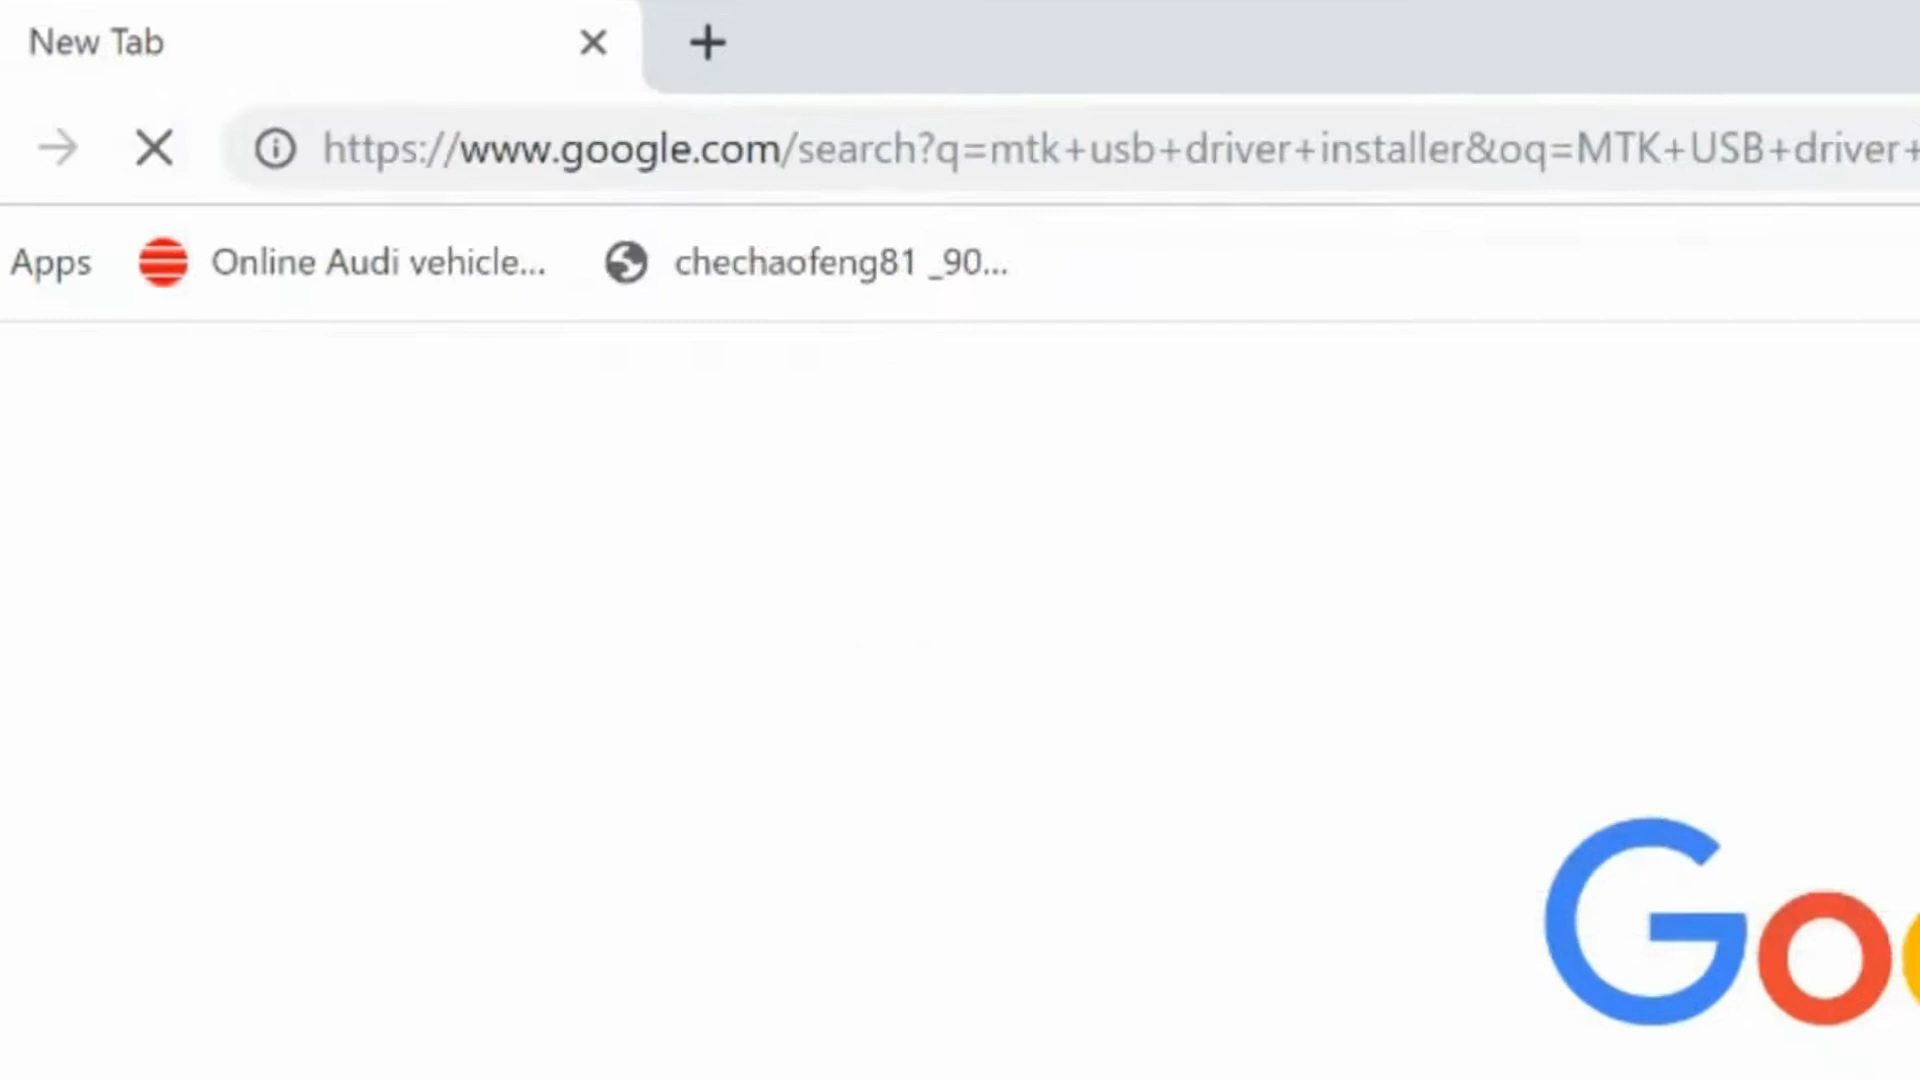 New Tab
https://www.google.com/search?q=mtk+usb+driver+installer&oq=MTK+USB+driver+
Apps Online Audi vehicle... chechaofeng81 _90...
Goo